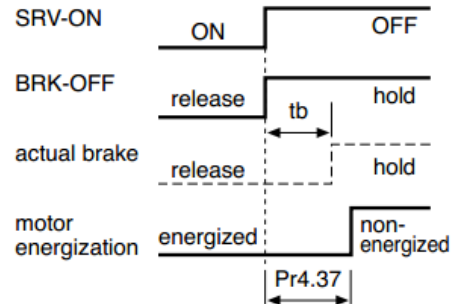 SRV-ON ON OFF
BRK-OFF release hold
tb
actual brake release hold
motor energization energized non-energized
Pr4.37